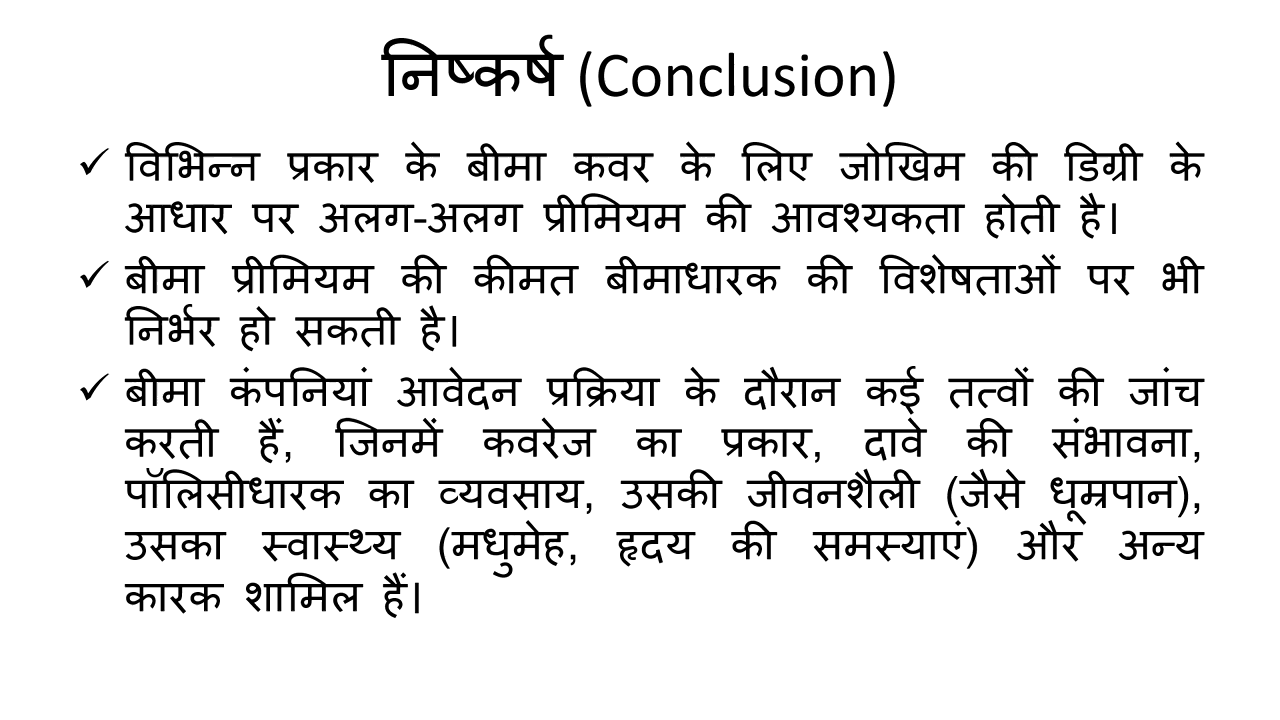 निष्कर्ष (Conclusion)
✓ विभिन्न प्रकार के बीमा कवर के लिए जोखिम की डिग्री के
आधार पर अलग-अलग प्रीमियम की आवश्यकता होती है।
✓ बीमा प्रीमियम की कीमत बीमाधारक की विशेषताओं पर भी
निर्भर हो सकती है।
✓ बीमा कंपनियां आवेदन प्रक्रिया के दौरान कई तत्वों की जांच
करती हैं, जिनमें कवरेज का प्रकार, दावे की संभावना,
पॉलिसीधारक का व्यवसाय, उसकी जीवनशैली (जैसे धूम्रपान),
उसका स्वास्थ्य (मधुमेह, हृदय की समस्याएं) और अन्य
कारक शामिल हैं।